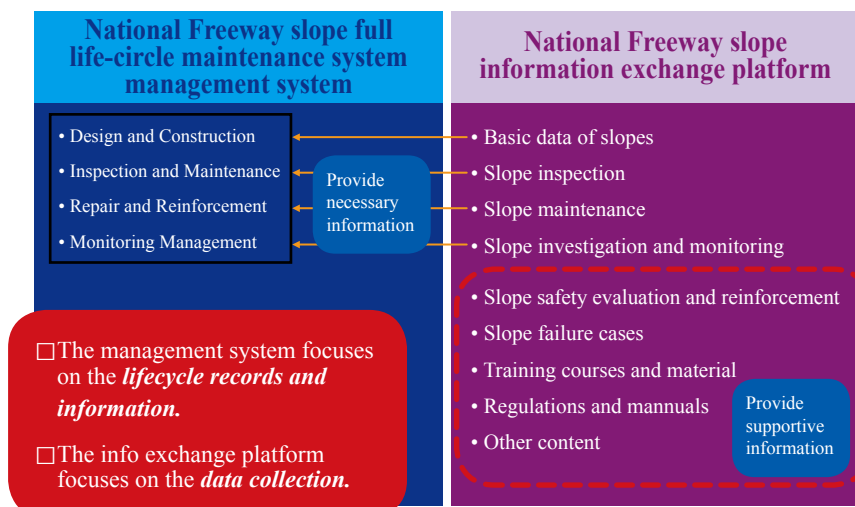 National Freeway slope full
life-circle maintenance system
management system
• Design and Construction
• Inspection and Maintenance
• Repair and Reinforcement
• Monitoring Management
Provide
necessary
information
□The management system focuses
on the lifecycle records and
information.
□The info exchange platform
focuses on the data collection.
National Freeway slope
information exchange platform
• Basic data of slopes
• Slope inspection
• Slope maintenance
• Slope investigation and monitoring
• Slope safety evaluation and reinforcement
• Slope failure cases
• Training courses and material
• Regulations and mannuals
• Other content
Provide
supportive
information